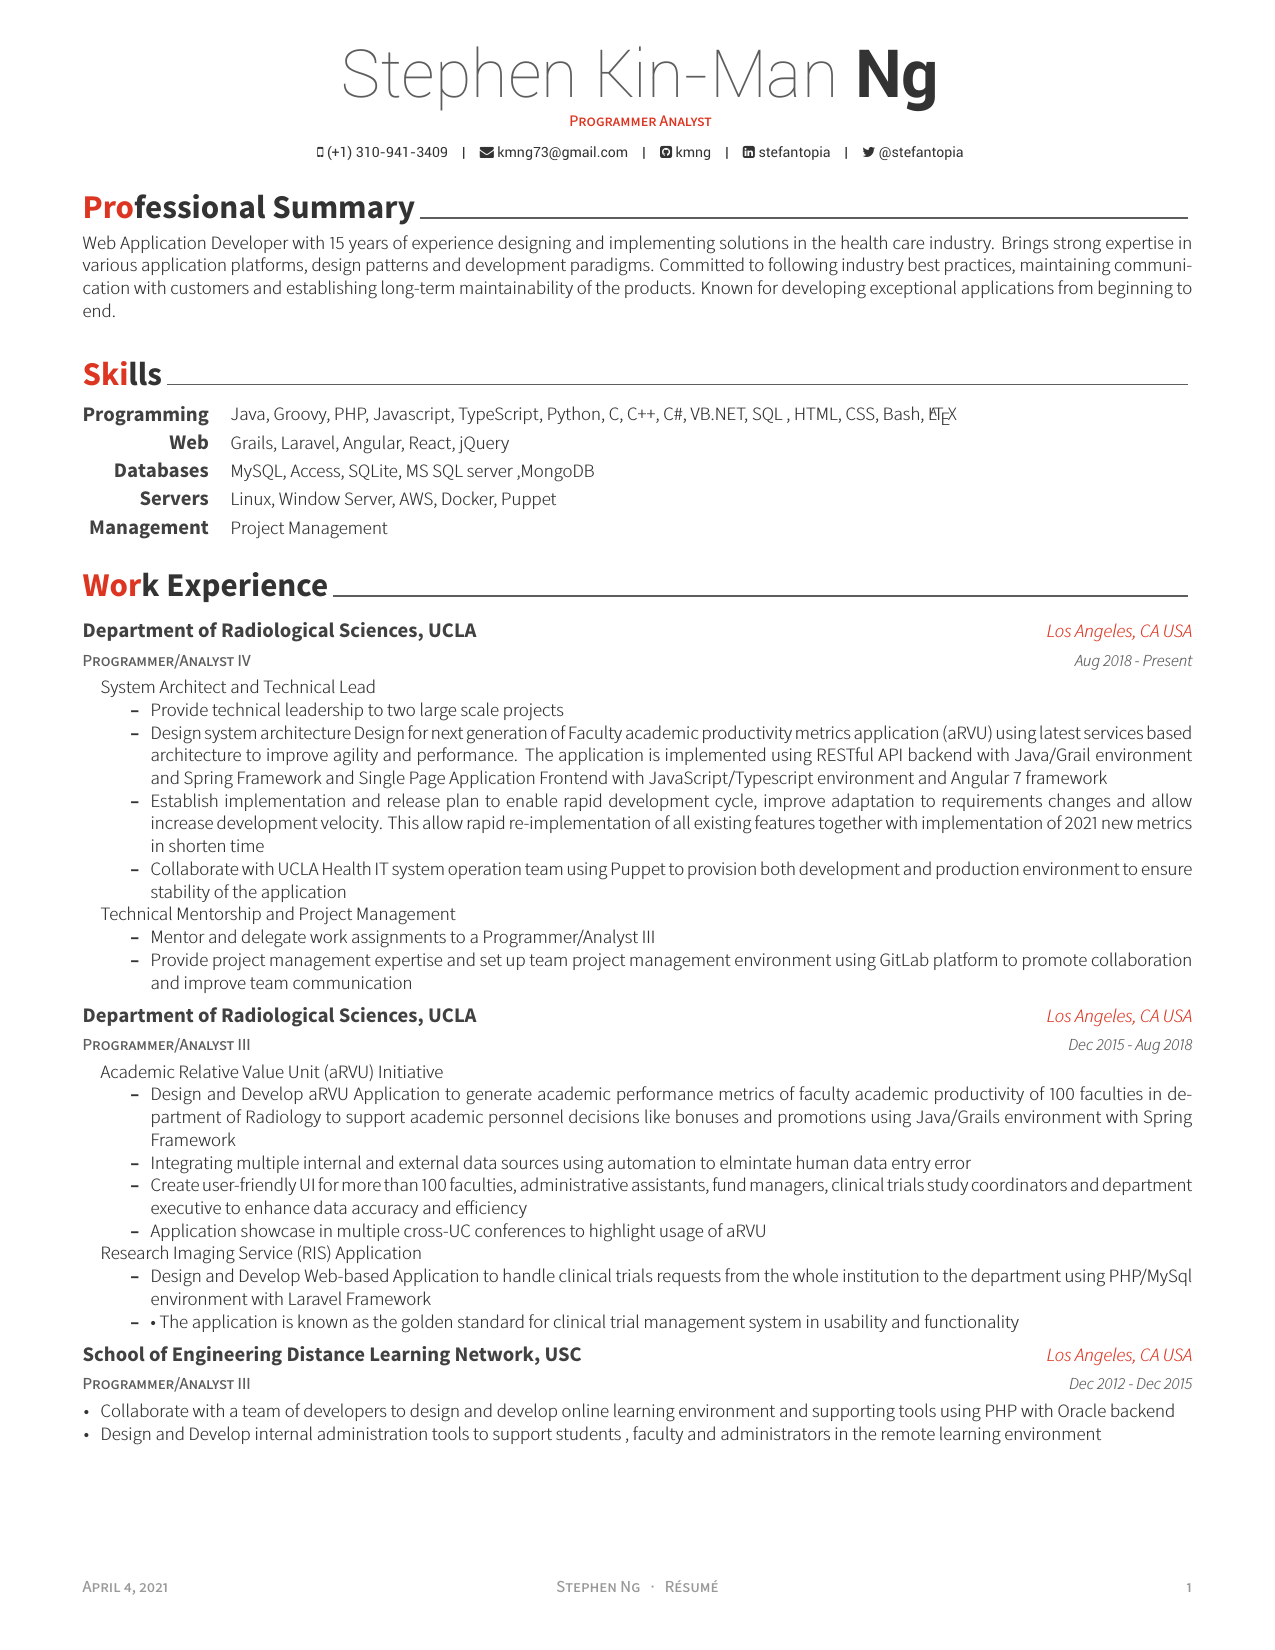 Stephen Kin-Man Ng
Programmer Analyst
(+1) 310-941-3409 | kmng73@gmail.com | kmng | stefantopia | @stefantopia
Professional Summary
Web Application Developer with 15 years of experience designing and implementing solutions in the health care industry. Brings strong expertise in
various application platforms, design patterns and development paradigms. Committed to following industry best practices, maintaining communi-
cation with customers and establishing long-term maintainability of the products. Known for developing exceptional applications from beginning to
end.
Skills
Programming Java, Groovy, PHP, Javascript, TypeScript, Python, C, C++, C#, VB.NET, SQL , HTML, CSS, Bash, LATEX
Web Grails, Laravel, Angular, React, jQuery
Databases MySQL, Access, SQLite, MS SQL server ,MongoDB
Servers Linux, Window Server, AWS, Docker, Puppet
Management Project Management
Work Experience
Department of Radiological Sciences, UCLA Los Angeles, CA USA
Programmer/Analyst IV Aug 2018 - Present
System Architect and Technical Lead
– Provide technical leadership to two large scale projects
– Design system architecture Design for next generation of Faculty academic productivity metrics application (aRVU) using latest services based
architecture to improve agility and performance. The application is implemented using RESTful API backend with Java/Grail environment
and Spring Framework and Single Page Application Frontend with JavaScript/Typescript environment and Angular 7 framework
– Establish implementation and release plan to enable rapid development cycle, improve adaptation to requirements changes and allow
increase development velocity. This allow rapid re-implementation of all existing features together with implementation of 2021 new metrics
in shorten time
– Collaborate with UCLA Health IT system operation team using Puppet to provision both development and production environment to ensure
stability of the application
Technical Mentorship and Project Management
– Mentor and delegate work assignments to a Programmer/Analyst III
– Provide project management expertise and set up team project management environment using GitLab platform to promote collaboration
and improve team communication
Department of Radiological Sciences, UCLA Los Angeles, CA USA
Programmer/Analyst III Dec 2015 - Aug 2018
Academic Relative Value Unit (aRVU) Initiative
– Design and Develop aRVU Application to generate academic performance metrics of faculty academic productivity of 100 faculties in de-
partment of Radiology to support academic personnel decisions like bonuses and promotions using Java/Grails environment with Spring
Framework
– Integrating multiple internal and external data sources using automation to elmintate human data entry error
– Create user-friendly UI for more than 100 faculties, administrative assistants, fund managers, clinical trials study coordinators and department
executive to enhance data accuracy and efficiency
– Application showcase in multiple cross-UC conferences to highlight usage of aRVU
Research Imaging Service (RIS) Application
– Design and Develop Web-based Application to handle clinical trials requests from the whole institution to the department using PHP/MySql
environment with Laravel Framework
– • The application is known as the golden standard for clinical trial management system in usability and functionality
School of Engineering Distance Learning Network, USC Los Angeles, CA USA
Programmer/Analyst III Dec 2012 - Dec 2015
• Collaborate with a team of developers to design and develop online learning environment and supporting tools using PHP with Oracle backend
• Design and Develop internal administration tools to support students , faculty and administrators in the remote learning environment
April 4, 2021 Stephen Ng · Résumé 1